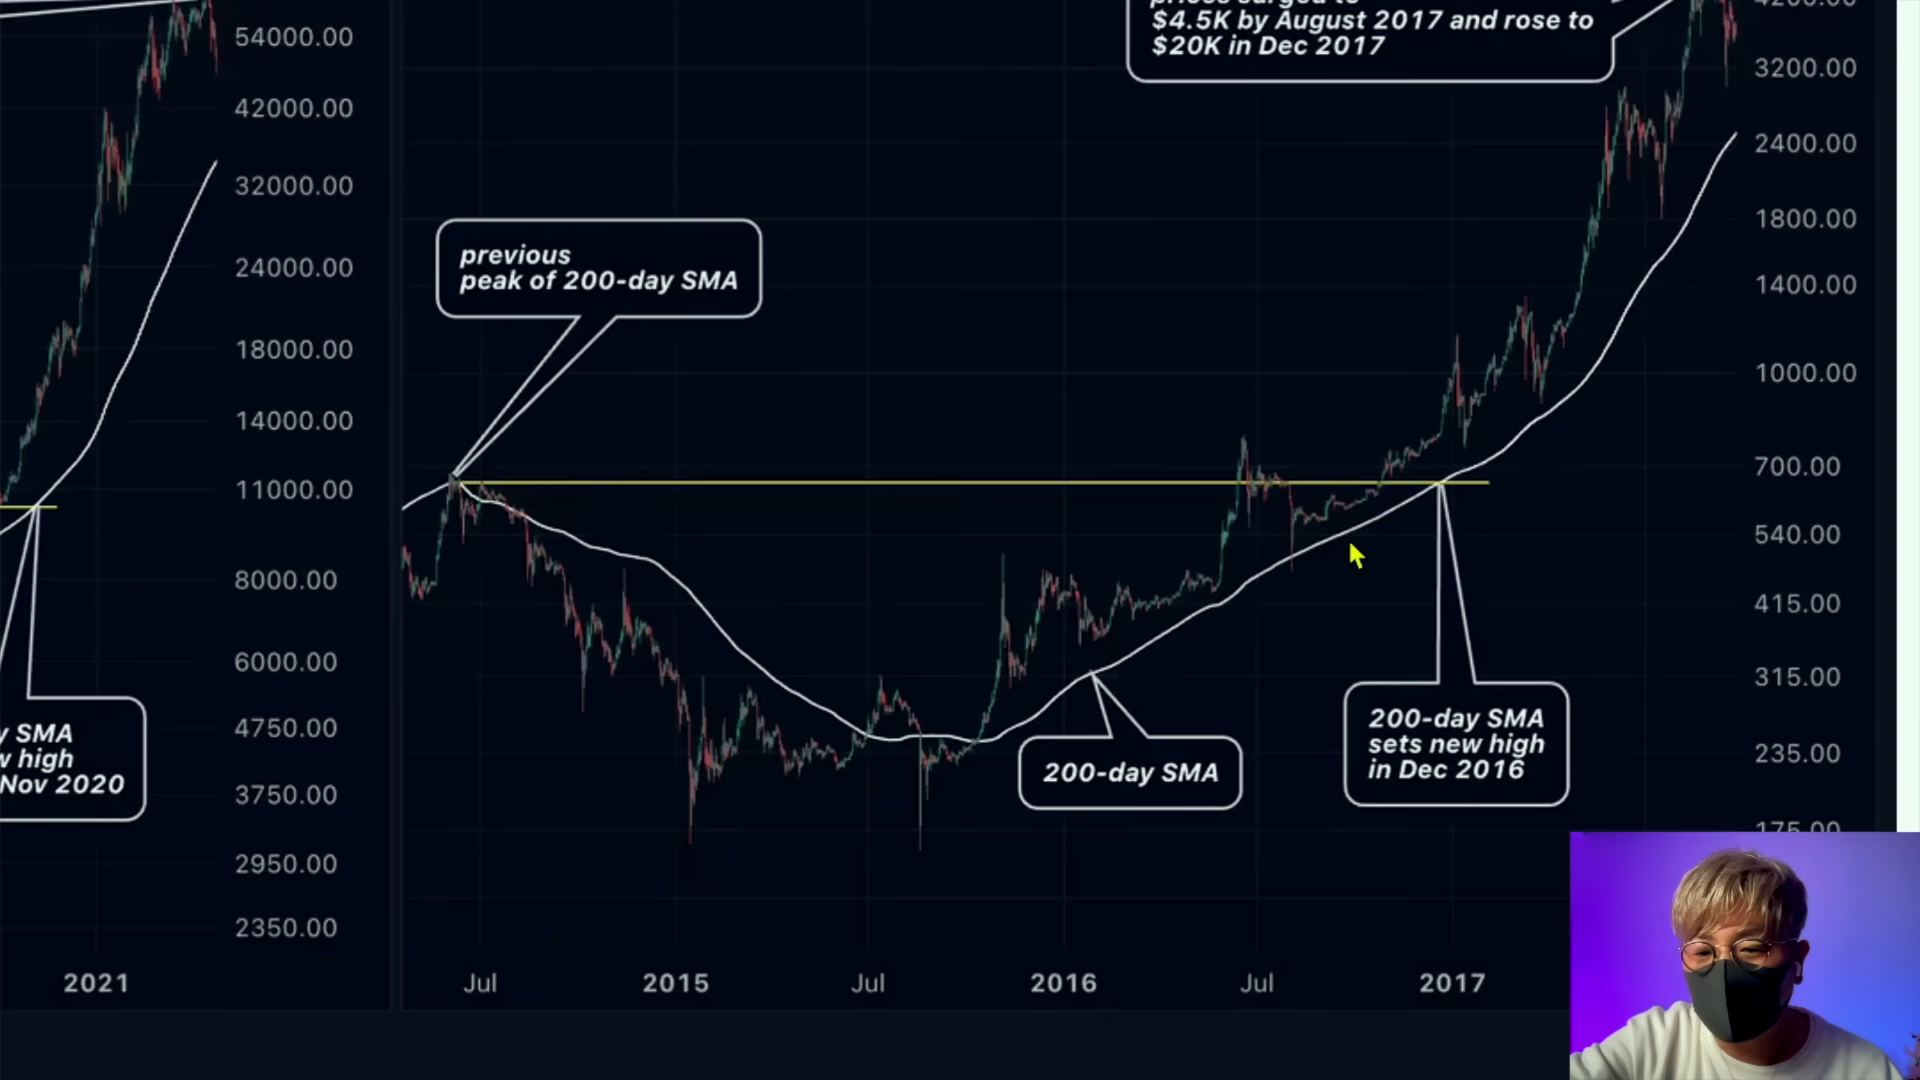 $4.5K by August 2017 and rose to
$20K in Dec 2017
previous
peak of 200-day SMA
200-day SMA
200-day SMA
sets new high
in Dec 2016
SMA
high
Nov 2020
54000.00
42000.00
32000.00
24000.00
18000.00
14000.00
11000.00
8000.00
6000.00
4750.00
3750.00
2950.00
2350.00
3200.00
2400.00
1800.00
1400.00
1000.00
700.00
540.00
415.00
315.00
235.00
2021
Jul
2015
Jul
2016
Jul
2017